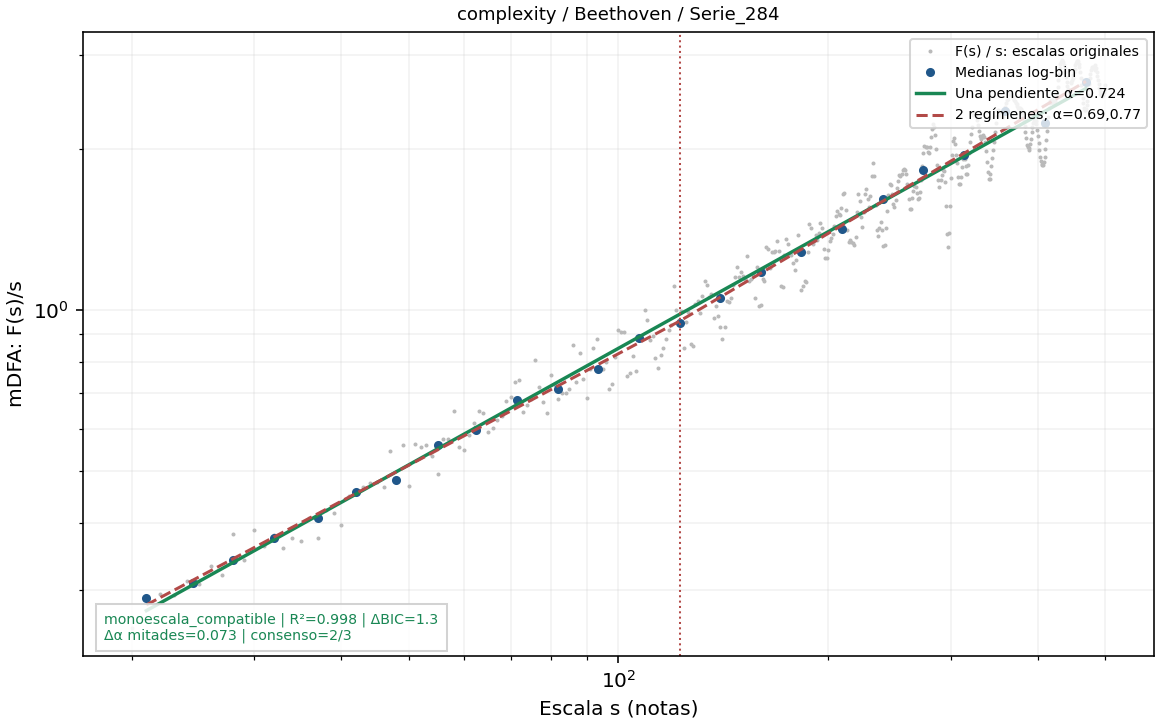 complexity / Beethoven / Serie_284
F(s) / s: escalas originales
Medianas log-bin
Una pendiente α=0.724
2 regímenes; α=0.69,0.77
mDFA: F(s)/s
10⁰
monoescala_compatible | R²=0.998 | ΔBIC=1.3
Δα mitades=0.073 | consenso=2/3
10²
Escala s (notas)